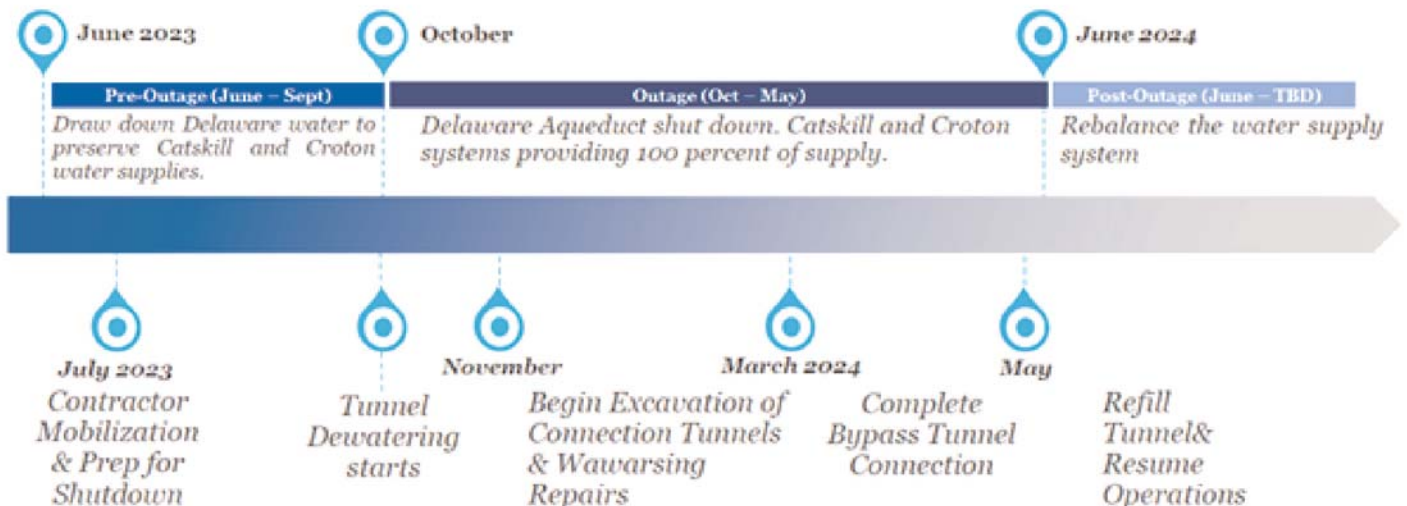 June 2023
October
June 2024
Pre-Outage (June – Sept)
Outage (Oct – May)
Post-Outage (June – TBD)
Draw down Delaware water to
preserve Catskill and Croton
water supplies.
Delaware Aqueduct shut down. Catskill and Croton
systems providing 100 percent of supply.
Rebalance the water supply
system
July 2023
Contractor
Mobilization
& Prep for
Shutdown
Tunnel
Dewatering
starts
November
Begin Excavation of
Connection Tunnels
& Wawarsing
Repairs
March 2024
Complete
Bypass Tunnel
Connection
May
Refill
Tunnel&
Resume
Operations